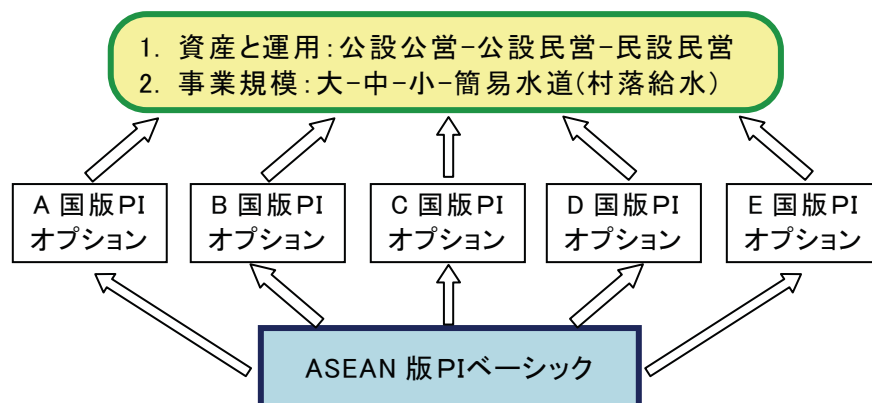 1. 資産と運用:公設公営-公設民営-民設民営
2. 事業規模:大-中-小-簡易水道(村落給水)
A 国版PI
オプション
B 国版PI
オプション
C 国版PI
オプション
D 国版PI
オプション
E 国版PI
オプション
ASEAN 版PIベーシック